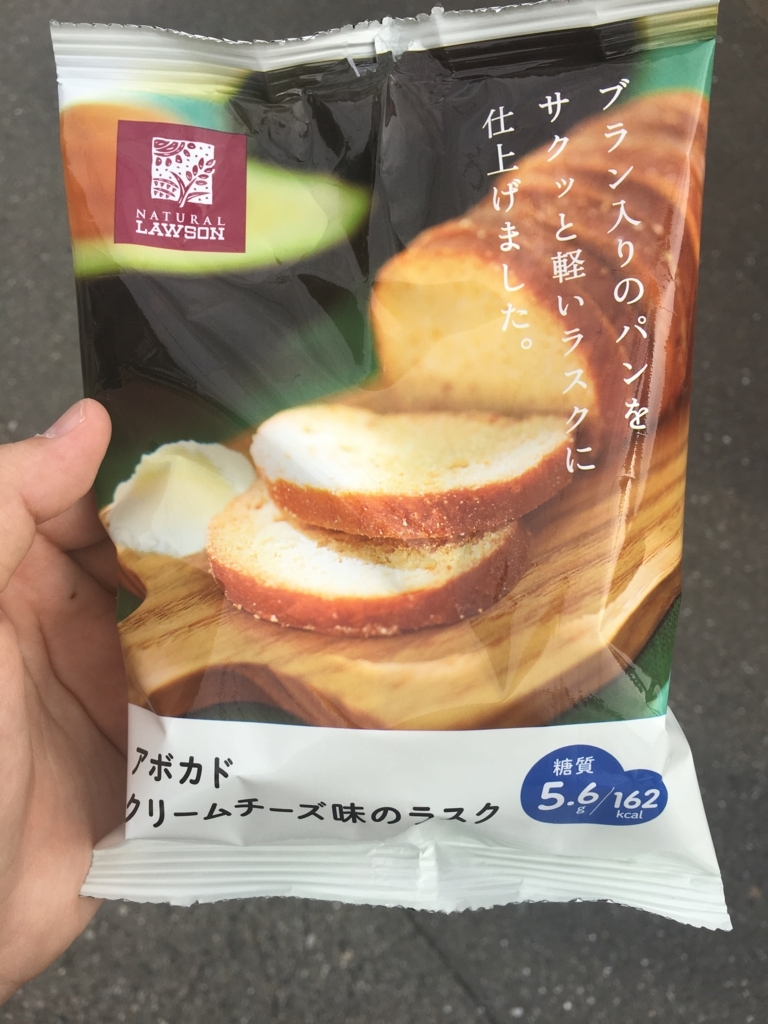 NATURAL
LAWSON
ブラン入りのパンを
サクッと軽いラスクに
仕上げました。
アボカド
クリームチーズ味のラスク
糖質
5.6g/162kcal